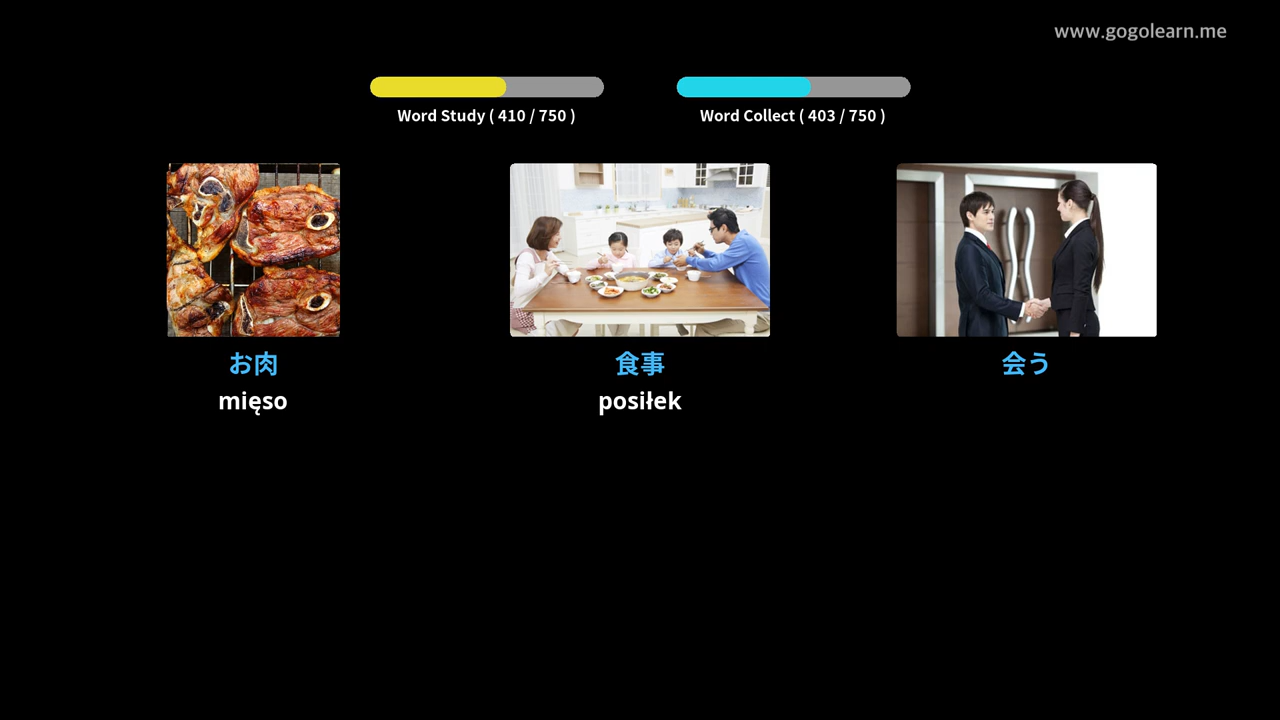 www.gogolearn.me
Word Study ( 410 / 750 )
Word Collect ( 403 / 750 )
お肉
食事
会う
mięso
posiłek